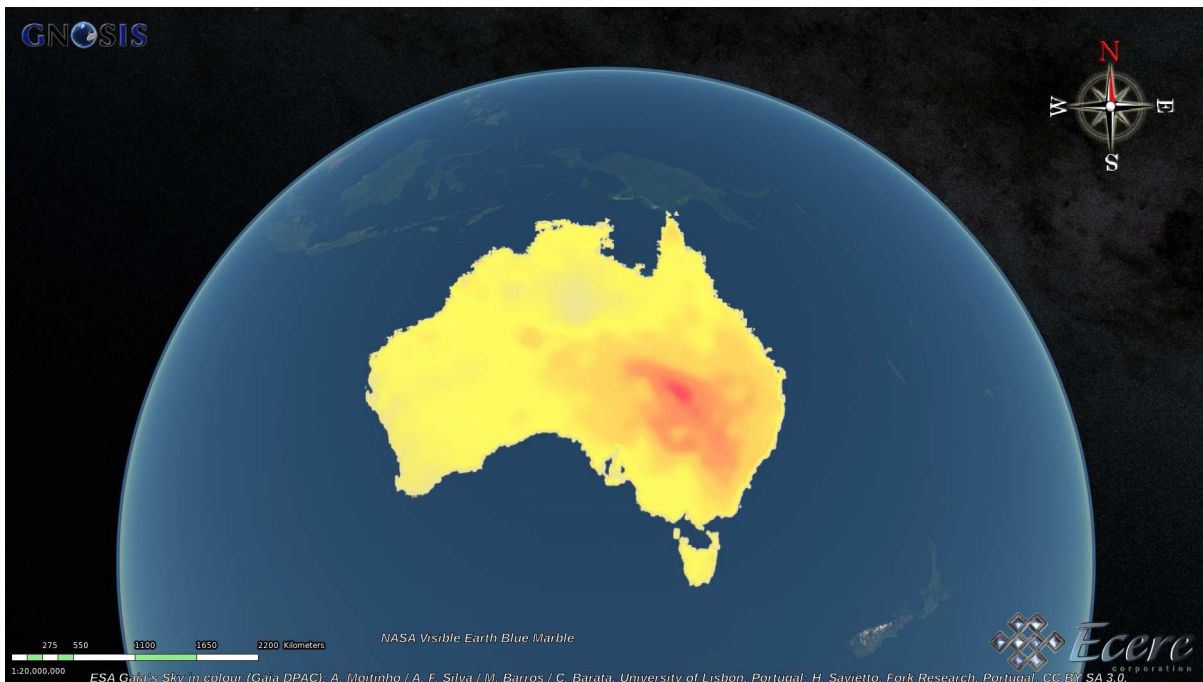 GNOSIS
N
W E
S
275 550 1100 1650 2200 Kilometers
1:20,000,000
NASA Visible Earth Blue Marble
Ecere
corporation
ESA Gaia's Sky in colour (Gaia DPAC): A. Moitinho / A. F. Silva / M. Barros / C. Barata, University of Lisbon, Portugal; H. Savietto, Fork Research, Portugal, CC BY SA 3.0.